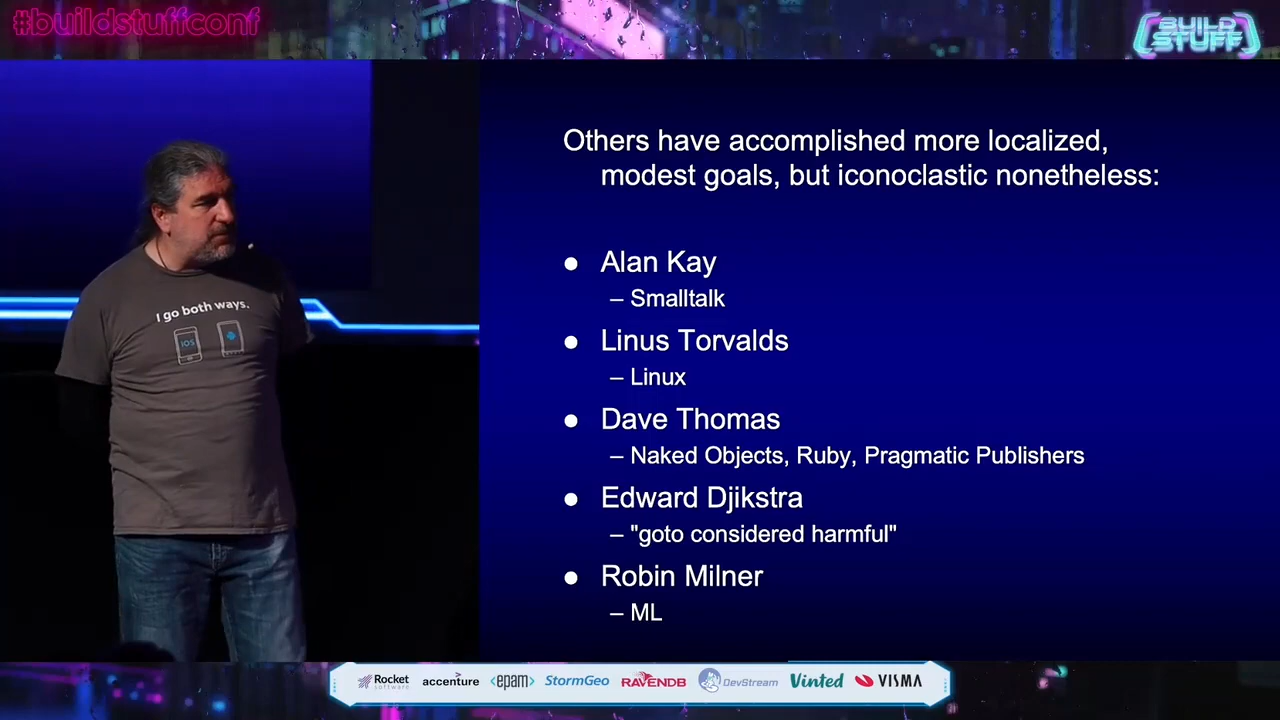 #buildstuffconf
BUILD
STUFF
Others have accomplished more localized,
modest goals, but iconoclastic nonetheless:
● Alan Kay
– Smalltalk
● Linus Torvalds
– Linux
● Dave Thomas
– Naked Objects, Ruby, Pragmatic Publishers
● Edward Djikstra
– "goto considered harmful"
● Robin Milner
– ML
I go both ways.
iOS
Rocket
software
accenture
<epam>
StormGeo
RAVENDB
DevStream
Vinted
VISMA